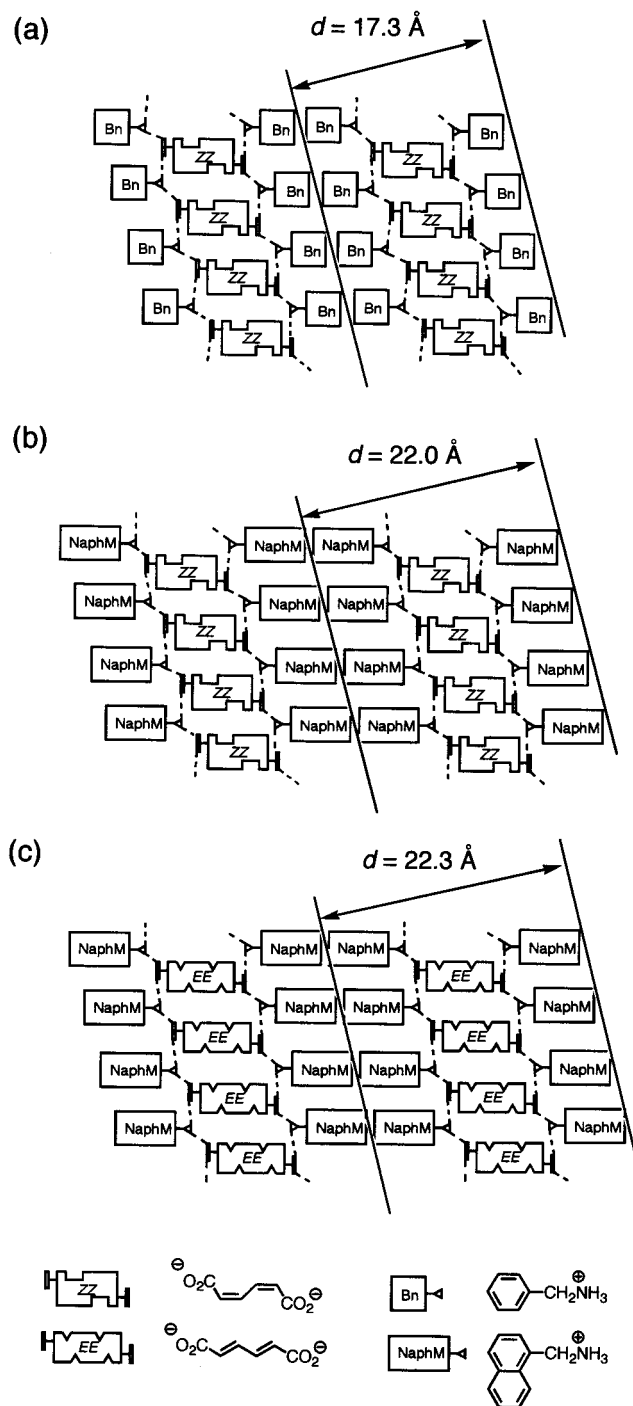 (a)
d = 17.3 Å
Bn Bn Bn Bn
ZZ ZZ
Bn Bn Bn Bn
ZZ ZZ
Bn Bn Bn Bn
ZZ ZZ
Bn Bn Bn Bn
ZZ ZZ
(b)
d = 22.0 Å
NaphM NaphM NaphM NaphM
ZZ ZZ
NaphM NaphM NaphM NaphM
ZZ ZZ
NaphM NaphM NaphM NaphM
ZZ ZZ
NaphM NaphM NaphM NaphM
ZZ ZZ
(c)
d = 22.3 Å
NaphM NaphM NaphM NaphM
EE EE
NaphM NaphM NaphM NaphM
EE EE
NaphM NaphM NaphM NaphM
EE EE
NaphM NaphM NaphM NaphM
EE EE
ZZ ⊖O₂C CO₂⊖ Bn CH₂NH₃⊕
EE ⊖O₂C CO₂⊖ NaphM CH₂NH₃⊕